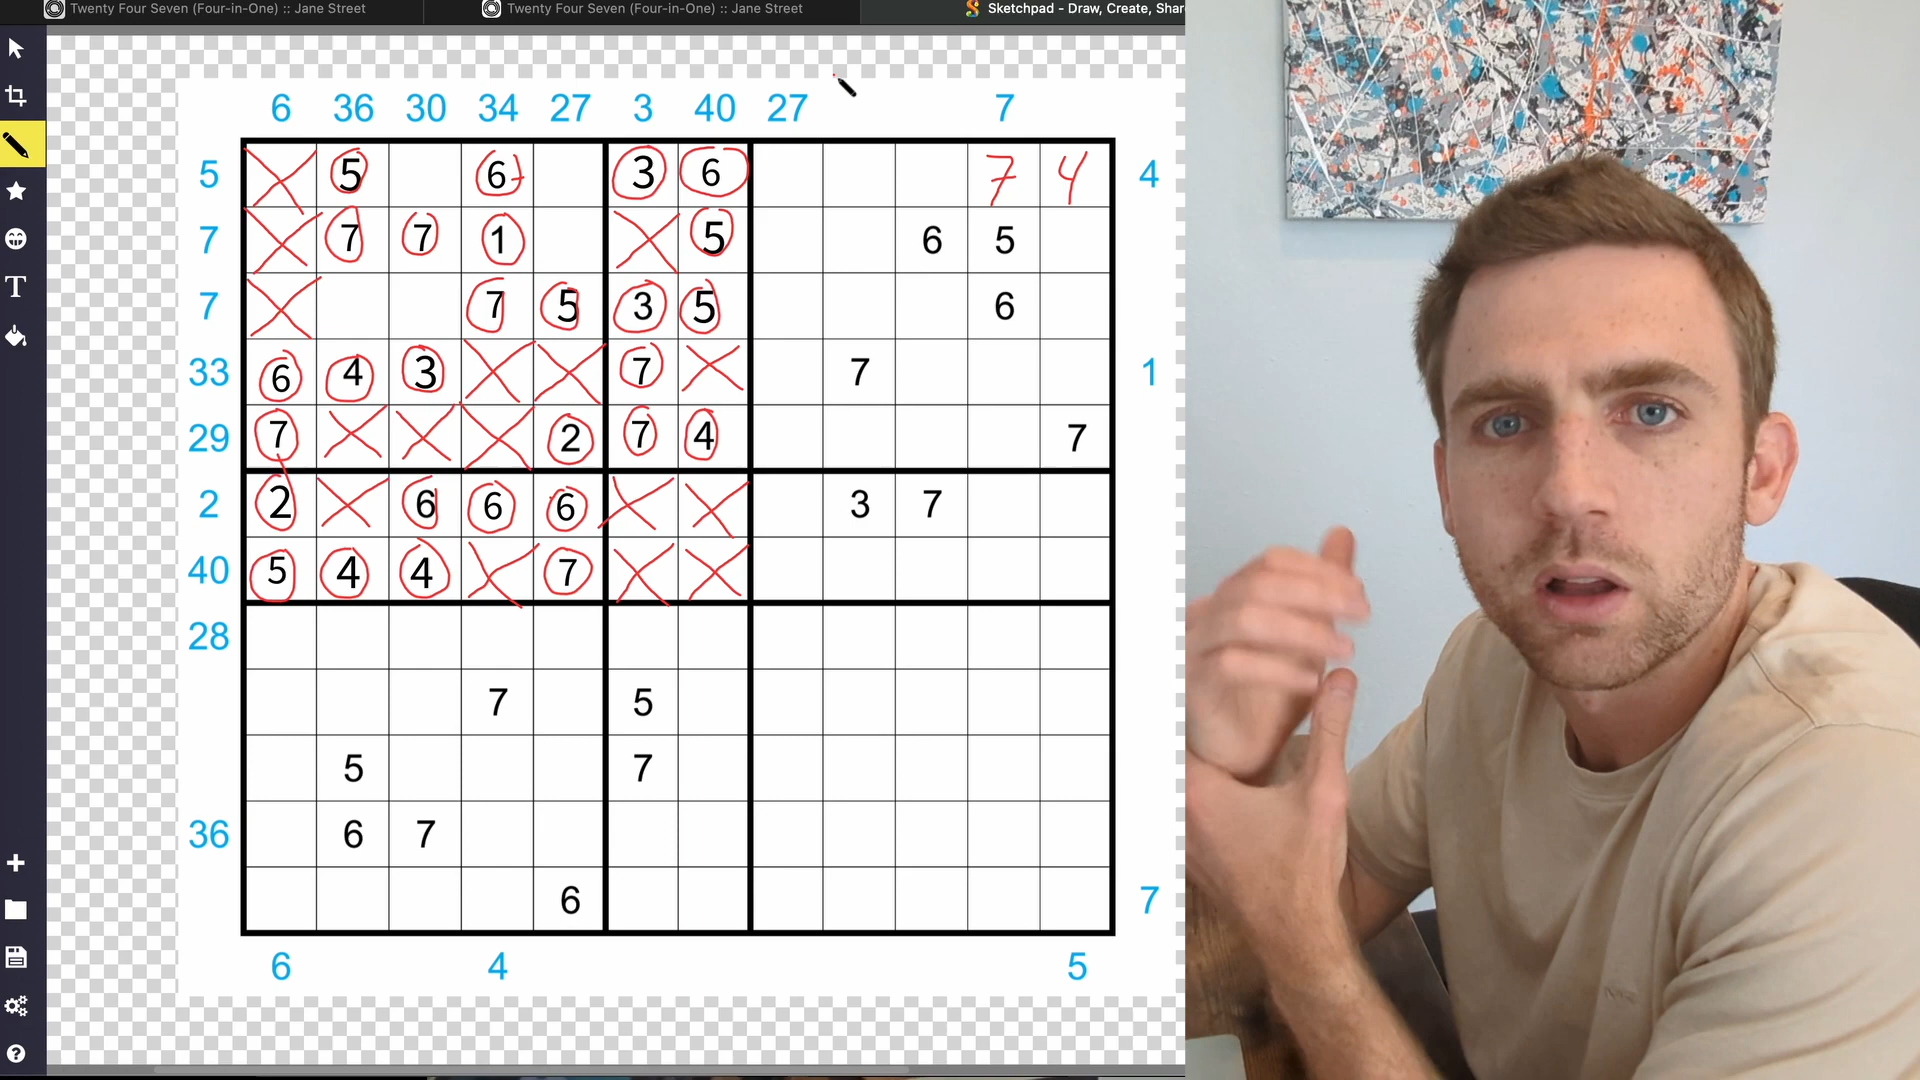 Twenty Four Seven (Four-in-One) :: Jane Street
Twenty Four Seven (Four-in-One) :: Jane Street
Sketchpad - Draw, Create, Shar
6 36 30 34 27 3 40 27 7
5 5 6 3 6 7 4 4
7 7 7 1 5 6 5
7 7 5 3 5 6
33 6 4 3 7 7 1
29 7 2 7 4 7
2 2 6 6 6 3 7
40 5 4 4 7
28
7 5
5 7
36 6 7
6 7
6 4 5
T
?